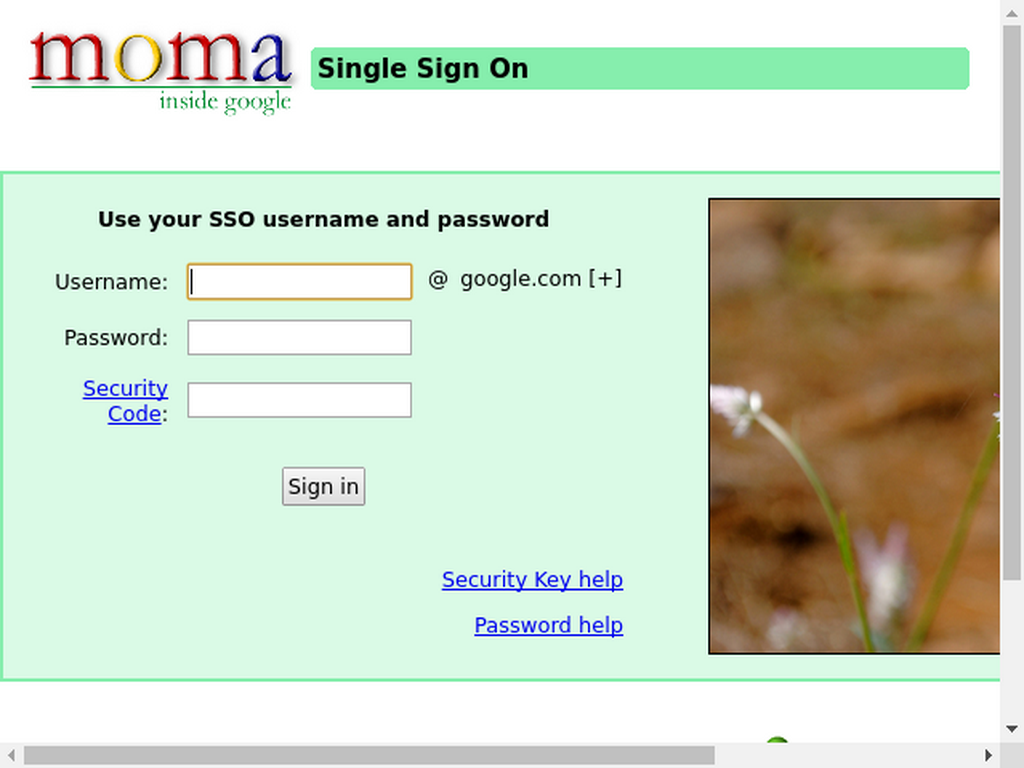 moma
inside google
Single Sign On
Use your SSO username and password
Username:
@ google.com [+]
Password:
Security
Code:
Sign in
Security Key help
Password help